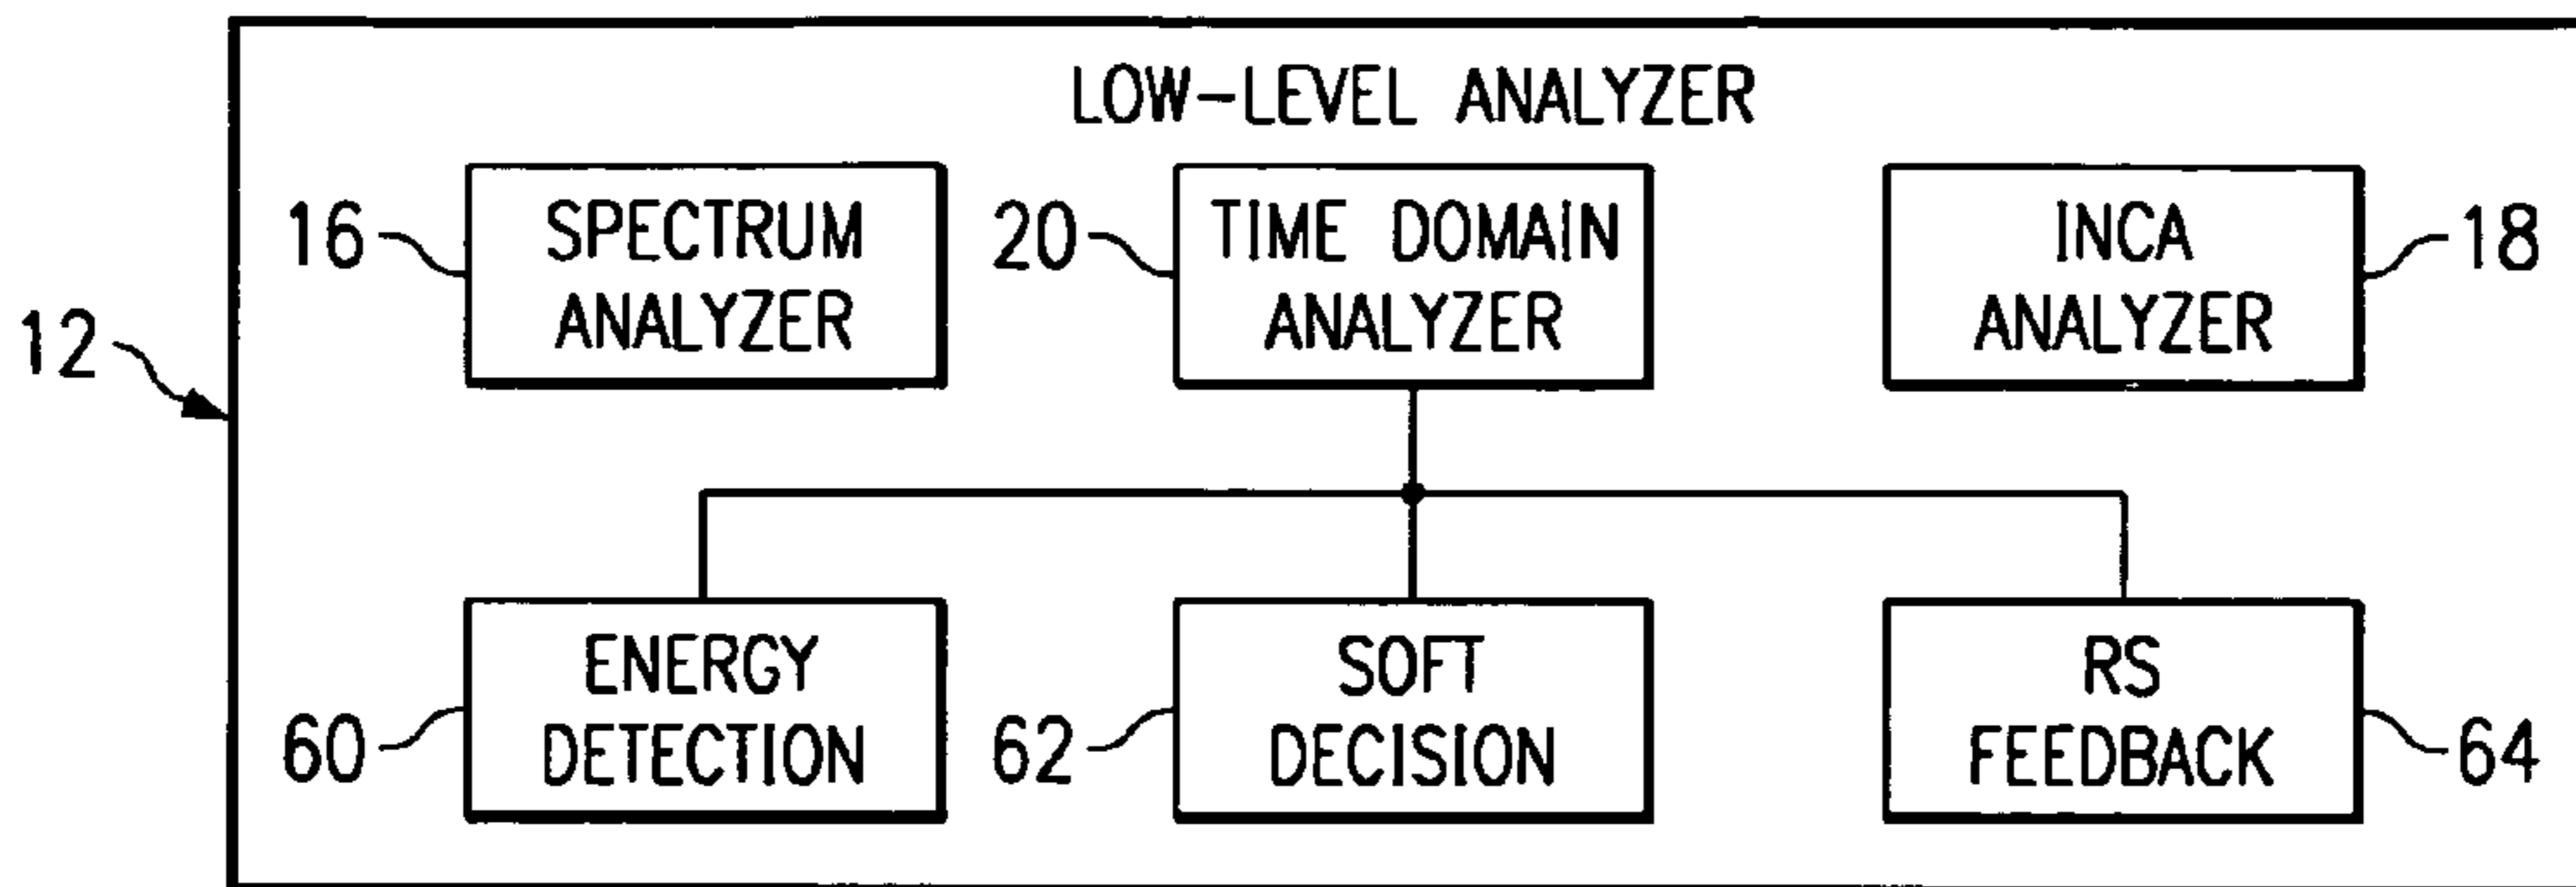 LOW-LEVEL ANALYZER
16
SPECTRUM
ANALYZER
20
TIME DOMAIN
ANALYZER
INCA
ANALYZER
18
12
60
ENERGY
DETECTION
62
SOFT
DECISION
RS
FEEDBACK
64